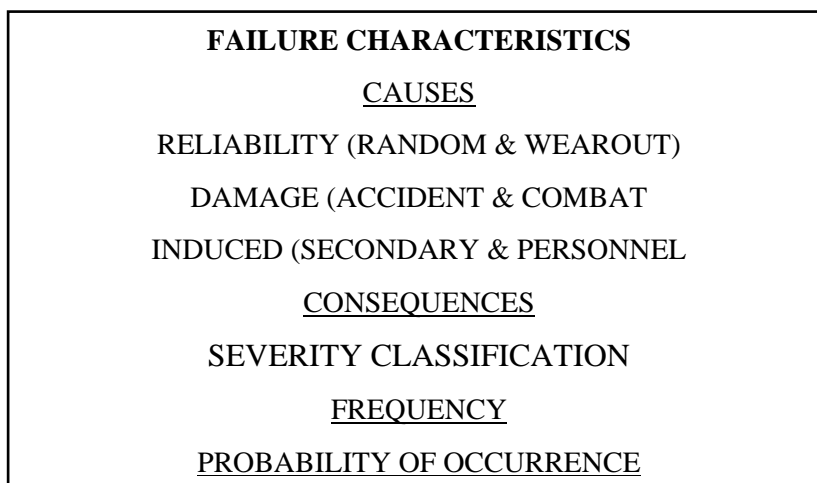 FAILURE CHARACTERISTICS
CAUSES
RELIABILITY (RANDOM & WEAROUT)
DAMAGE (ACCIDENT & COMBAT
INDUCED (SECONDARY & PERSONNEL
CONSEQUENCES
SEVERITY CLASSIFICATION
FREQUENCY
PROBABILITY OF OCCURRENCE